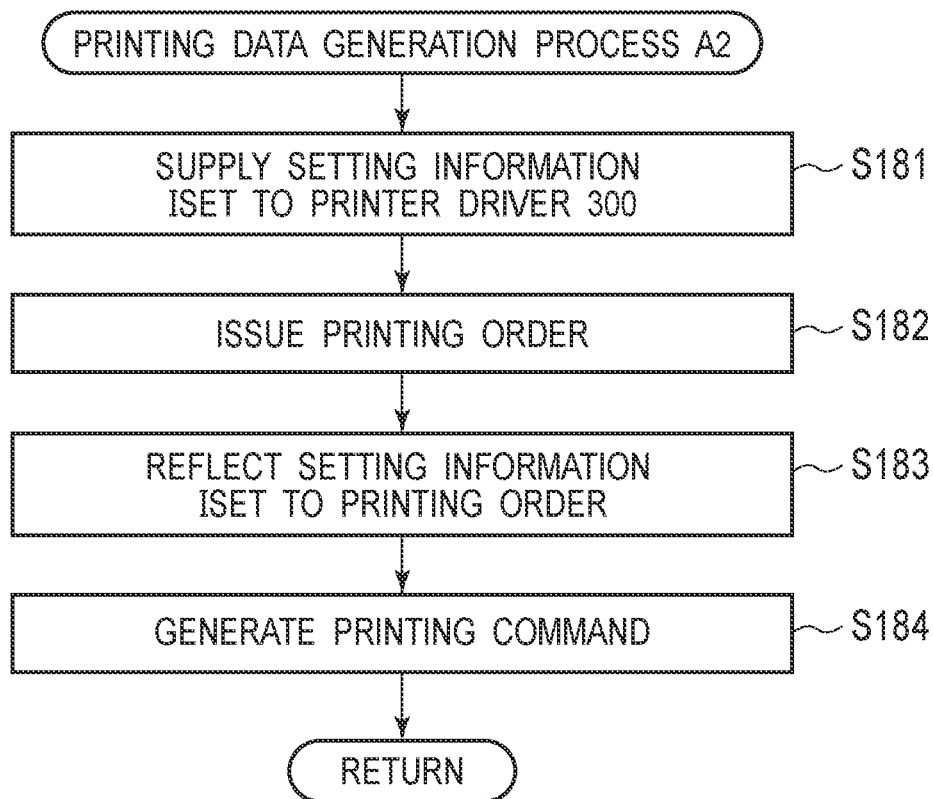 PRINTING DATA GENERATION PROCESS A2
SUPPLY SETTING INFORMATION
ISET TO PRINTER DRIVER 300
S181
ISSUE PRINTING ORDER
S182
REFLECT SETTING INFORMATION
ISET TO PRINTING ORDER
S183
GENERATE PRINTING COMMAND
S184
RETURN